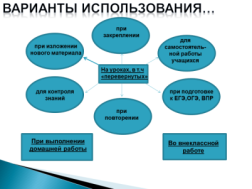 ВАРИАНТЫ ИСПОЛЬЗОВАНИЯ...
при
закреплении
при изложении
нового материала
для
самостоятель-
ной работы
учащихся
На уроках, в т.ч
«перевернутых»
для контроля
знаний
при подготовке
к ЕГЭ,ОГЭ, ВПР
при
повторении
При выполнении
домашней работы
Во внеклассной
работе